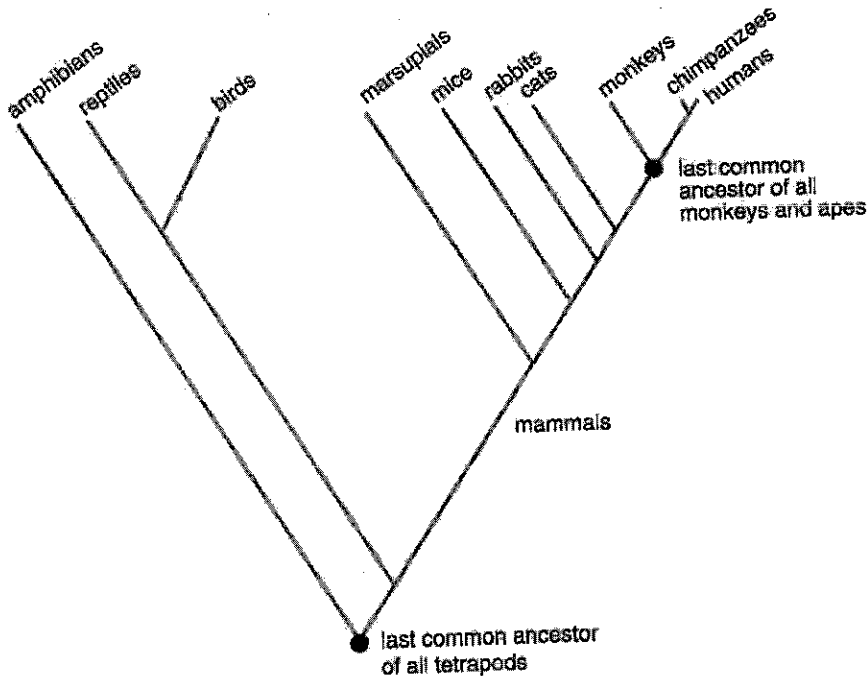 amphibians
reptiles
birds
marsupials
mice
rabbits
cats
monkeys
chimpanzees
humans
last common
ancestor of all
monkeys and apes
mammals
last common ancestor
of all tetrapods